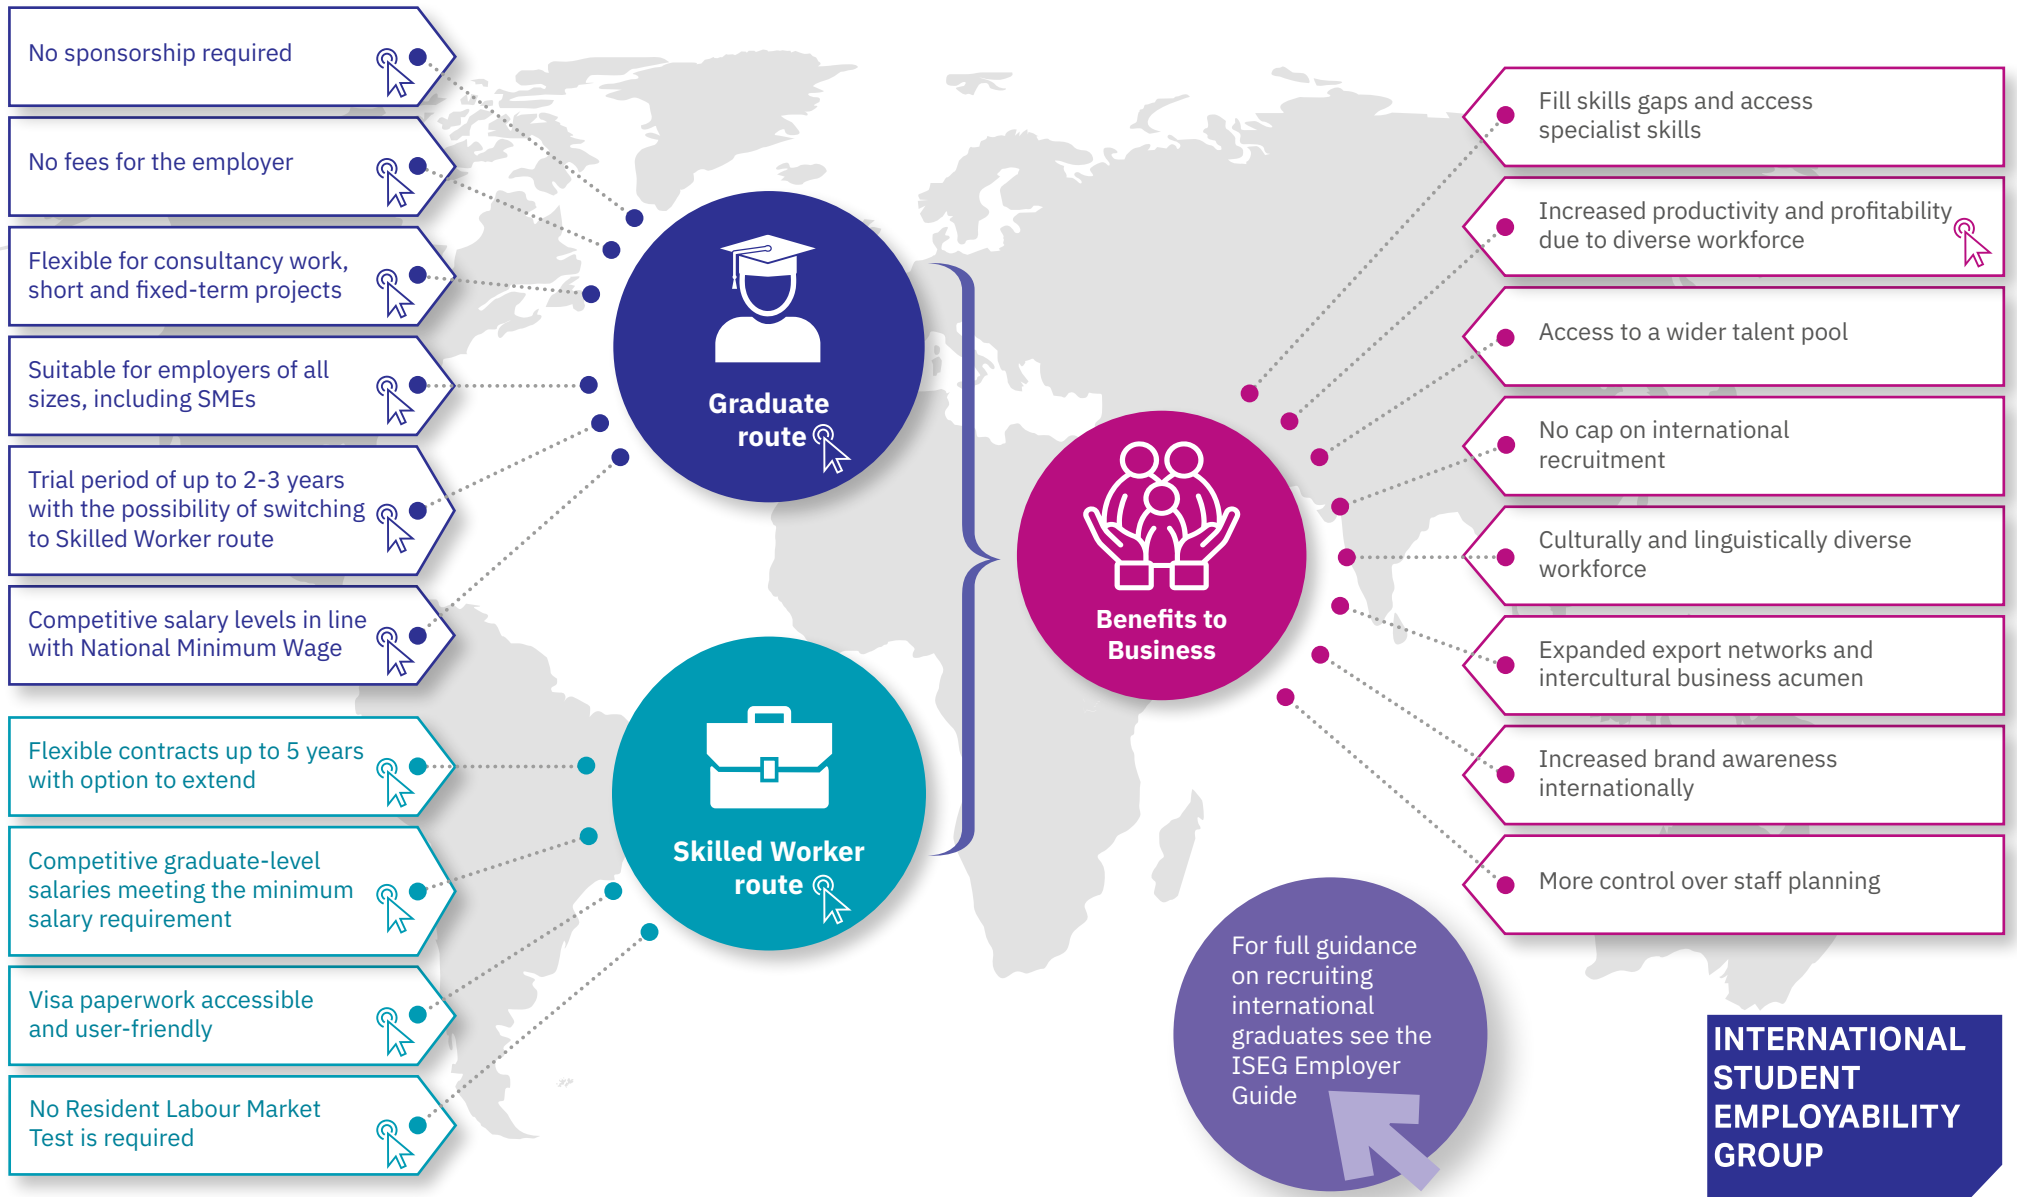 No sponsorship required
No fees for the employer
Flexible for consultancy work,
short and fixed-term projects
Suitable for employers of all
sizes, including SMEs
Trial period of up to 2-3 years
with the possibility of switching
to Skilled Worker route
Competitive salary levels in line
with National Minimum Wage
Flexible contracts up to 5 years
with option to extend
Competitive graduate-level
salaries meeting the minimum
salary requirement
Visa paperwork accessible
and user-friendly
No Resident Labour Market
Test is required
Graduate
route
Skilled Worker
route
Benefits to
Business
Fill skills gaps and access
specialist skills
Increased productivity and profitability
due to diverse workforce
Access to a wider talent pool
No cap on international
recruitment
Culturally and linguistically diverse
workforce
Expanded export networks and
intercultural business acumen
Increased brand awareness
internationally
More control over staff planning
For full guidance
on recruiting
international
graduates see the
ISEG Employer
Guide
INTERNATIONAL
STUDENT
EMPLOYABILITY
GROUP